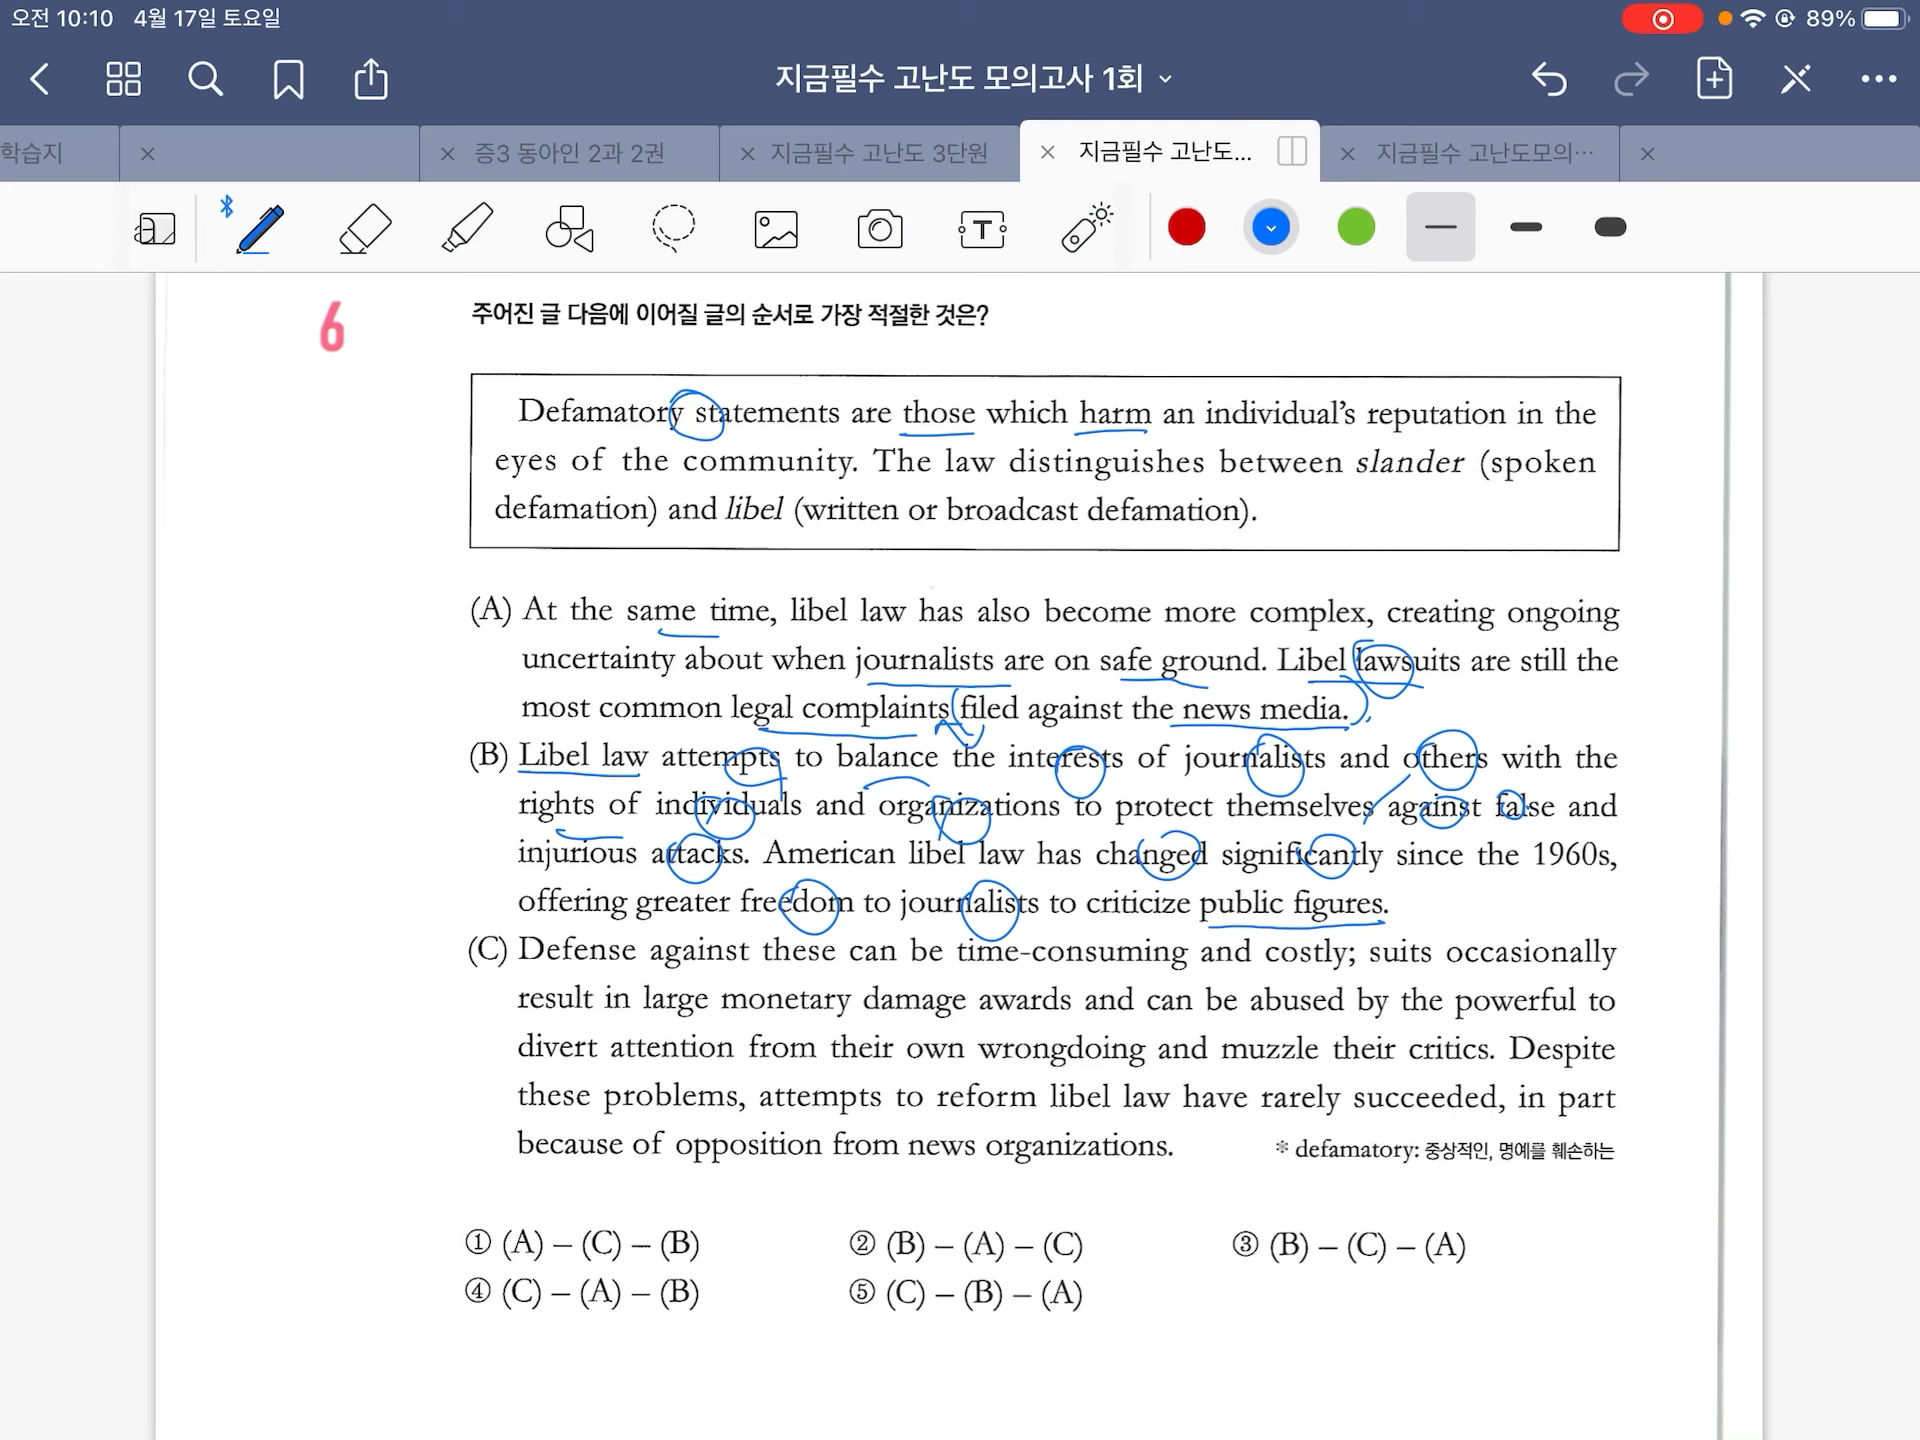 오전 10:10 4월 17일 토요일 89%
지금필수 고난도 모의고사 1회
학습지 중3 동아인 2과 2권 지금필수 고난도 3단원 지금필수 고난도... 지금필수 고난도모의…
6
주어진 글 다음에 이어질 글의 순서로 가장 적절한 것은?
Defamatory statements are those which harm an individual's reputation in the
eyes of the community. The law distinguishes between slander (spoken
defamation) and libel (written or broadcast defamation).
(A) At the same time, libel law has also become more complex, creating ongoing
uncertainty about when journalists are on safe ground. Libel lawsuits are still the
most common legal complaints filed against the news media.
(B) Libel law attempts to balance the interests of journalists and others with the
rights of individuals and organizations to protect themselves against false and
injurious attacks. American libel law has changed significantly since the 1960s,
offering greater freedom to journalists to criticize public figures.
(C) Defense against these can be time-consuming and costly; suits occasionally
result in large monetary damage awards and can be abused by the powerful to
divert attention from their own wrongdoing and muzzle their critics. Despite
these problems, attempts to reform libel law have rarely succeeded, in part
because of opposition from news organizations. * defamatory: 중상적인, 명예를 훼손하는
① (A) – (C) – (B) ② (B) – (A) – (C) ③ (B) – (C) – (A)
④ (C) – (A) – (B) ⑤ (C) – (B) – (A)